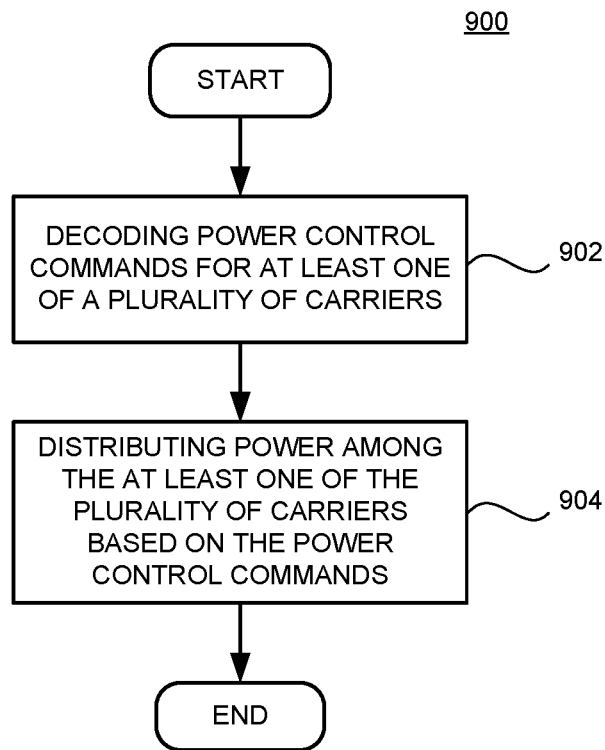 900
START
DECODING POWER CONTROL
COMMANDS FOR AT LEAST ONE
OF A PLURALITY OF CARRIERS
902
DISTRIBUTING POWER AMONG
THE AT LEAST ONE OF THE
PLURALITY OF CARRIERS
BASED ON THE POWER
CONTROL COMMANDS
904
END